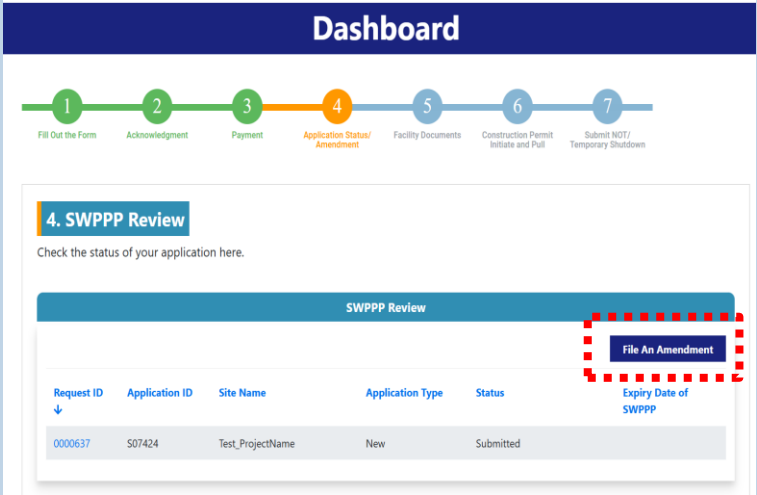 Dashboard
1 2 3 4 5 6 7
Fill Out the Form Acknowledgment Payment Application Status/ Facility Documents Construction Permit Submit NOT/
Amendment Initiate and Pull Temporary Shutdown
4. SWPPP Review
Check the status of your application here.
SWPPP Review
File An Amendment
Request ID Application ID Site Name Application Type Status Expiry Date of
↓ SWPPP
0000637 S07424 Test_ProjectName New Submitted